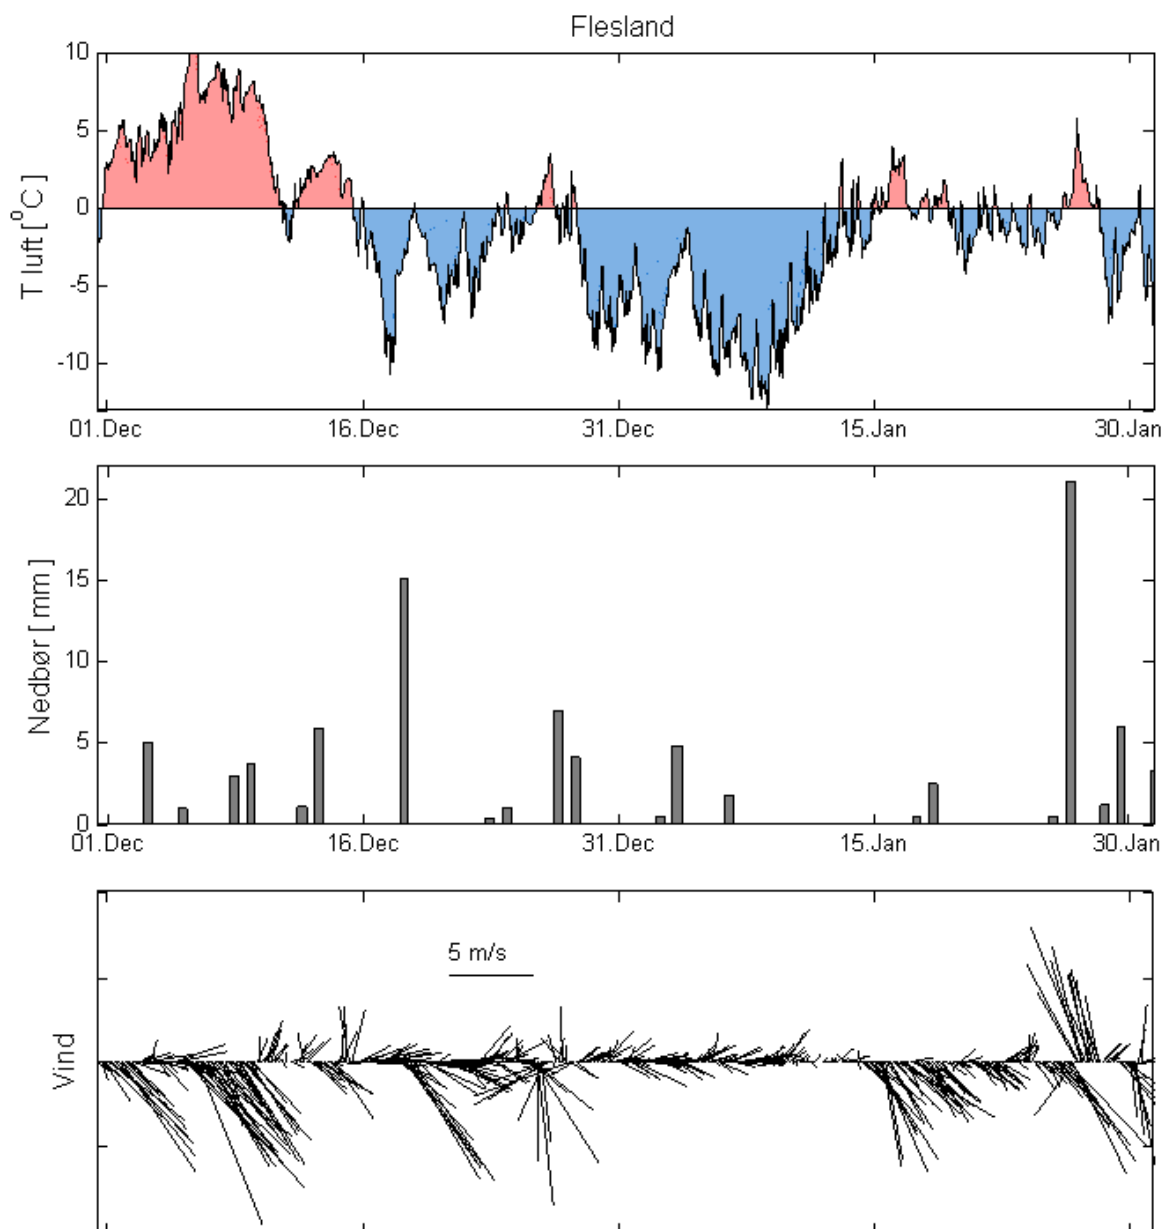 Flesland
T luft [⁰C]
10
5
0
-5
-10
01.Dec 16.Dec 31.Dec 15.Jan 30.Jan
Nedbør [ mm ]
20
15
10
5
0
01.Dec 16.Dec 31.Dec 15.Jan 30.Jan
Vind
5 m/s